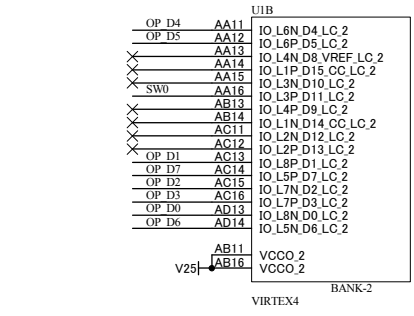 U1B
OP_D4 AA11 IO_L6N_D4_LC_2
OP_D5 AA12 IO_L6P_D5_LC_2
AA13 IO_L4N_D8_VREF_LC_2
AA14 IO_L1P_D15_CC_LC_2
AA15 IO_L3N_D10_LC_2
SW0 AA16 IO_L3P_D11_LC_2
AB13 IO_L4P_D9_LC_2
AB14 IO_L1N_D14_CC_LC_2
AC11 IO_L2N_D12_LC_2
AC12 IO_L2P_D13_LC_2
OP_D1 AC13 IO_L8P_D1_LC_2
OP_D7 AC14 IO_L5P_D7_LC_2
OP_D2 AC15 IO_L7N_D2_LC_2
OP_D3 AC16 IO_L7P_D3_LC_2
OP_D0 AD13 IO_L8N_D0_LC_2
OP_D6 AD14 IO_L5N_D6_LC_2
AB11 VCCO_2
V25 AB16 VCCO_2
BANK-2
VIRTEX4